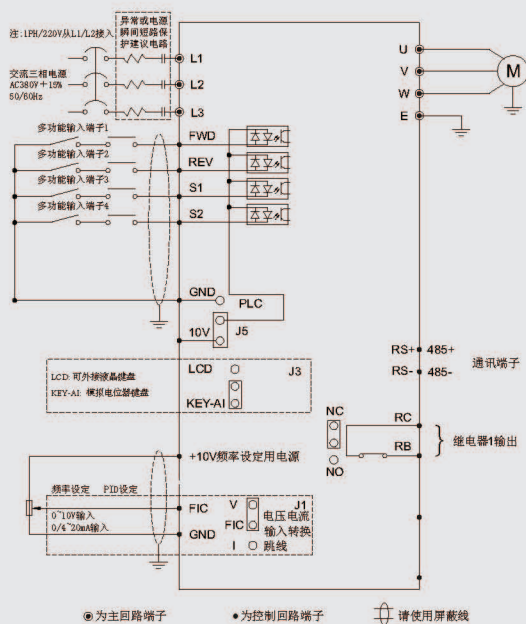 注:1PH/220V从L1/L2接入
异常或电源
瞬间短路保
护建议电路
交流三相电源
AC380V+15%
50/60Hz
L1
L2
L3
U
V
W
E
M
多功能输入端子1
多功能输入端子2
多功能输入端子3
多功能输入端子4
FWD
REV
S1
S2
GND
PLC
J5
10V
LCD
J3
LCD: 可外接液晶键盘
KEY-AI: 模拟电位器键盘
KEY-AI
RS+ 485+
RS- 485-
通讯端子
NC
RC
RB
NO
继电器1输出
+10V频率设定用电源
频率设定 PID设定
0~10V输入
0/4~20mA输入
FIC
GND
V
FIC
I
J1
电压电流
输入转换
跳线
为主回路端子
为控制回路端子
请使用屏蔽线